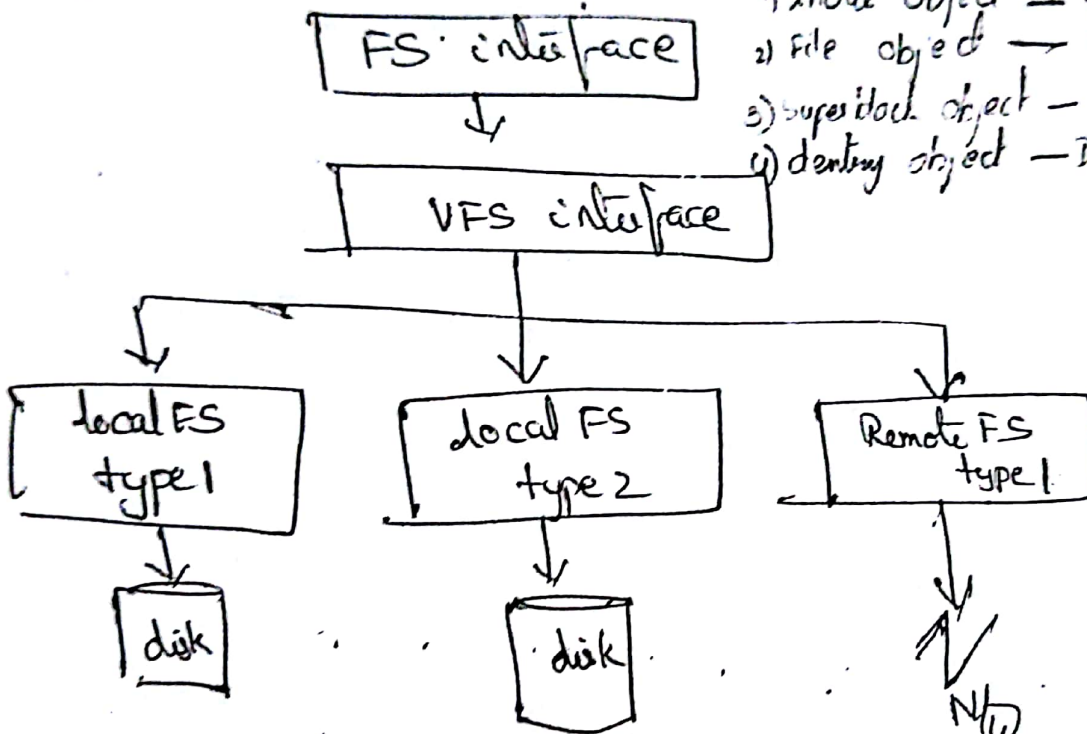 object —
FS interface
2) File object →
3) superblock object —
4) dentry object —
VFS interface
local FS
type 1
local FS
type 2
Remote FS
type 1
disk
disk
N/w